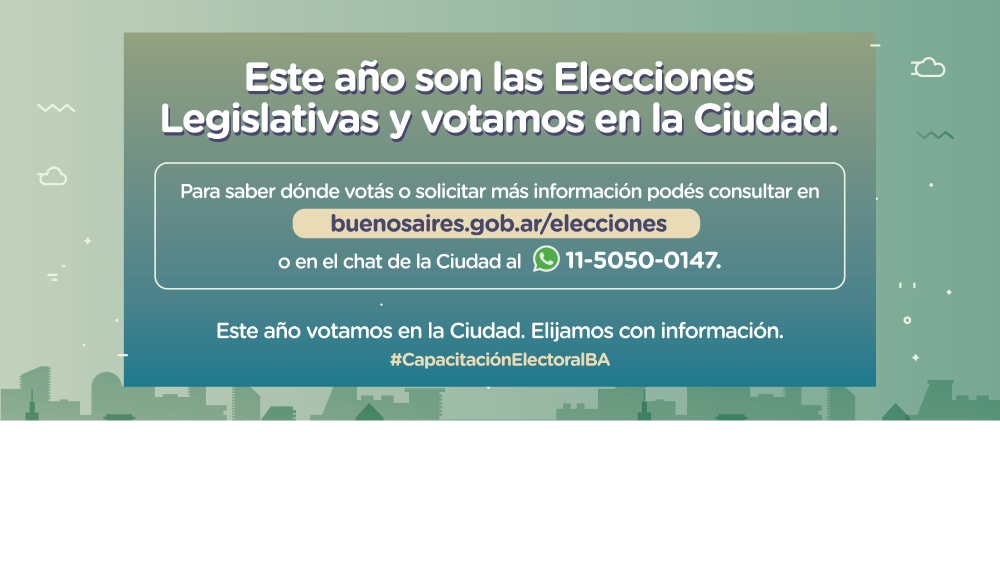 Este año son las Elecciones
Legislativas y votamos en la Ciudad.
Para saber dónde votás o solicitar más información podés consultar en
buenosaires.gob.ar/elecciones
o en el chat de la Ciudad al 11-5050-0147.
Este año votamos en la Ciudad. Elijamos con información.
#CapacitaciónElectoralBA